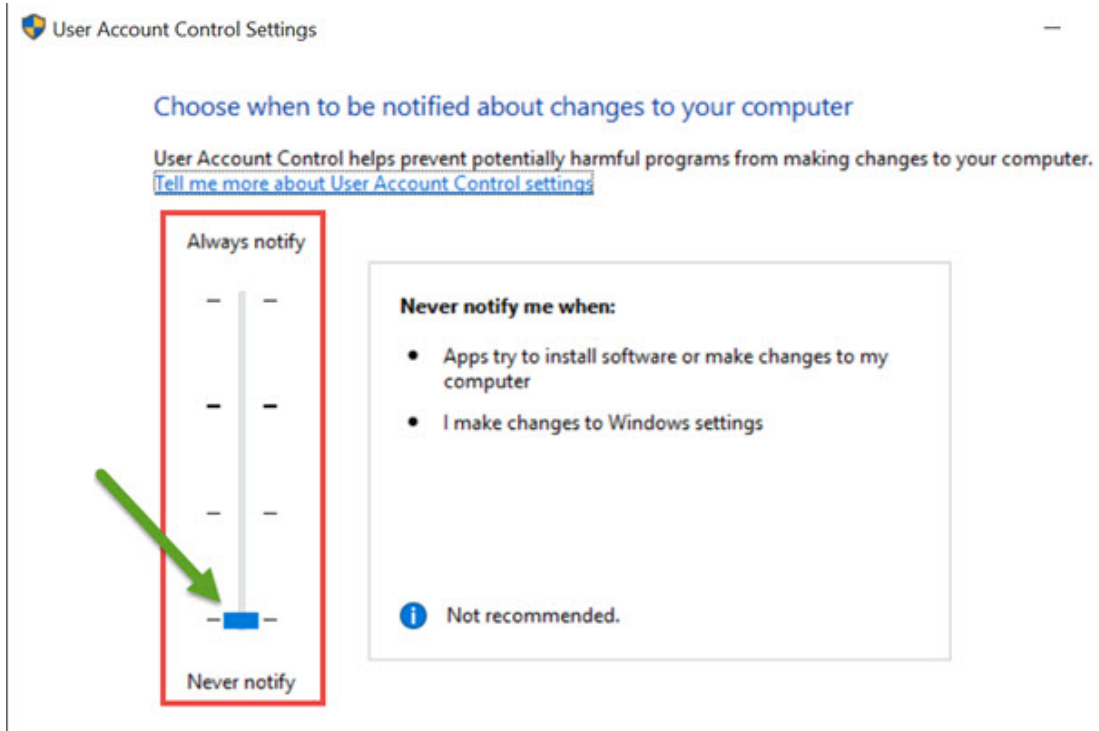 User Account Control Settings
Choose when to be notified about changes to your computer
User Account Control helps prevent potentially harmful programs from making changes to your computer.
Tell me more about User Account Control settings
Always notify
Never notify me when:
• Apps try to install software or make changes to my
computer
• I make changes to Windows settings
Not recommended.
Never notify